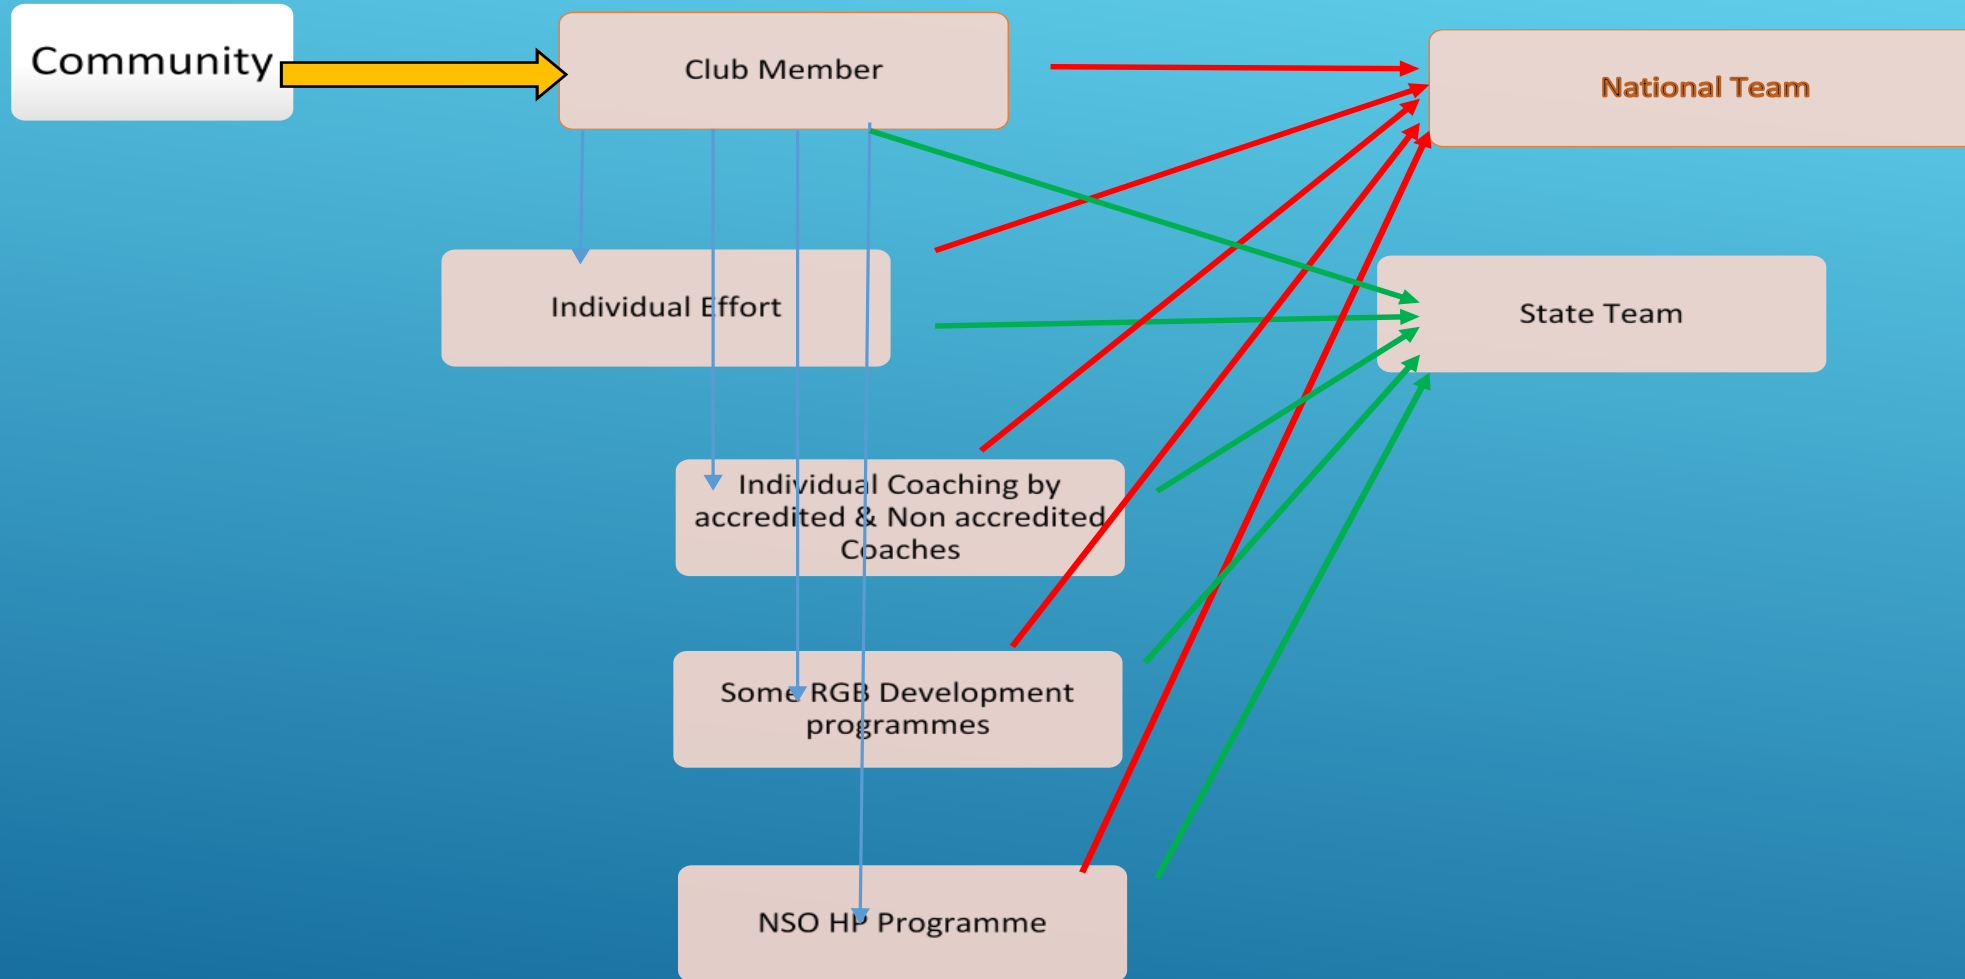 Community
Club Member
National Team
Individual Effort
State Team
Individual Coaching by
accredited & Non accredited
Coaches
Some RGB Development
programmes
NSO HP Programme